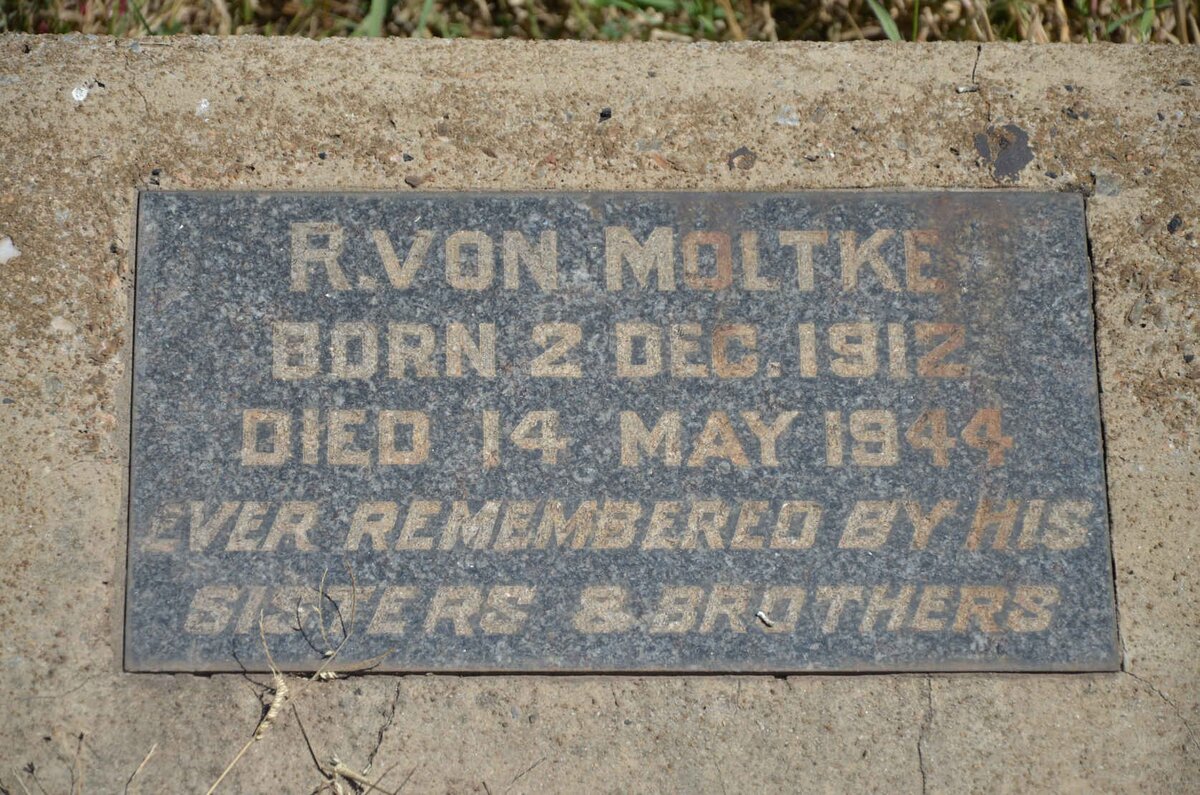 R. VON MOLTKE
BORN 2 DEC. 1912
DIED 14 MAY 1944
EVER REMEMBERED BY HIS
SISTERS & BROTHERS